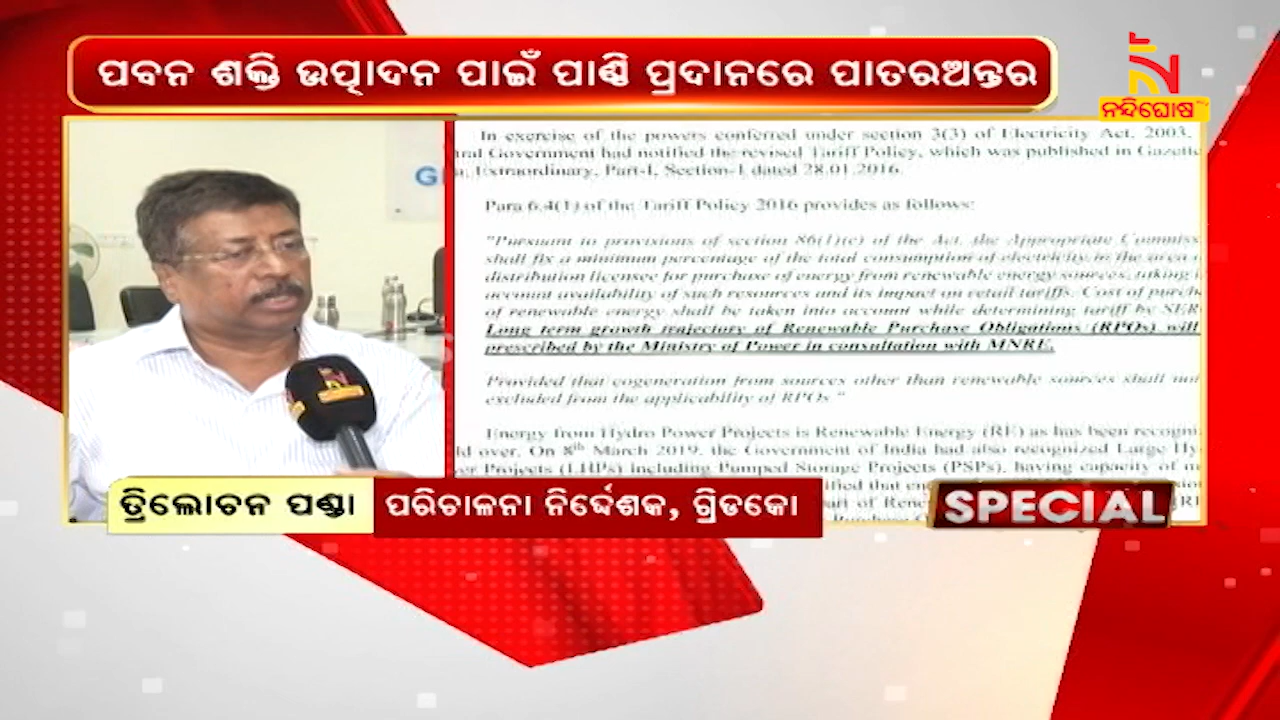 ପବନ ଶକ୍ତି ଉତ୍ପାଦନ ପାଇଁ ପାଣ୍ଠି ପ୍ରଦାନରେ ପାତରଅନ୍ତର
ନନ୍ଦିଘୋଷ
In exercise of the powers conferred under section 3(3) of Electricity Act, 2003,
Government had notified the revised Tariff Policy, which was published in Gazette
Extraordinary, Part-I, Section-1 dated 28.01.2016.
Para 6.4(1) of the Tariff Policy 2016 provides as follows:
"Pursuant to provisions of section 86(1)(e) of the Act, the Appropriate
shall fix a minimum percentage of the total consumption of electricity in the area
distribution licensee for purchase of energy from renewable energy sources, taking
account availability of such resources and its impact on retail tariffs. Cost of
of renewable energy shall be taken into account while determining tariff by
Long term growth trajectory of Renewable Purchase Obligations (RPOs) will
prescribed by the Ministry of Power in consultation with MNRE.
Provided that cogeneration from sources other than renewable sources shall
excluded from the applicability of RPOs "
Energy from Hydro Power Projects is Renewable Energy (RE) as has been
over. On 8th March 2019, the Government of India had also recognized Large
Projects (LHPs) including Pumped Storage Projects (PSPs), having capacity of
SPECIAL
ତ୍ରିଲୋଚନ ପଣ୍ଡା
ପରିଚାଳନା ନିର୍ଦ୍ଦେଶକ, ଗ୍ରିଡକୋ